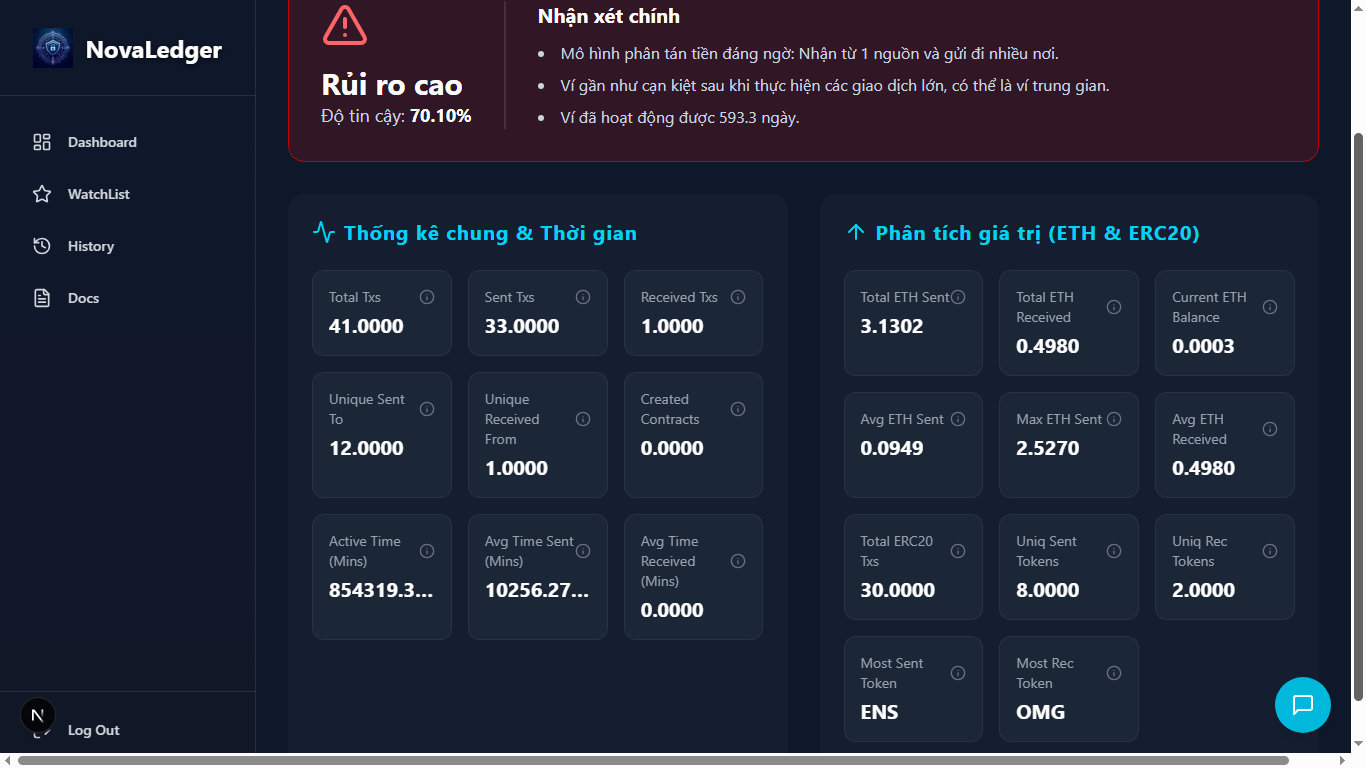 NovaLedger
Dashboard
WatchList
History
Docs
N
Log Out
Rủi ro cao
Độ tin cậy: 70.10%
Nhận xét chính
Mô hình phân tán tiền đáng ngờ: Nhận từ 1 nguồn và gửi đi nhiều nơi.
Ví gần như cạn kiệt sau khi thực hiện các giao dịch lớn, có thể là ví trung gian.
Ví đã hoạt động được 593.3 ngày.
Thống kê chung & Thời gian
Total Txs
41.0000
Sent Txs
33.0000
Received Txs
1.0000
Unique Sent
To
12.0000
Unique
Received
From
1.0000
Created
Contracts
0.0000
Active Time
(Mins)
854319.3...
Avg Time Sent
(Mins)
10256.27...
Avg Time
Received
(Mins)
0.0000
Phân tích giá trị (ETH & ERC20)
Total ETH Sent
3.1302
Total ETH
Received
0.4980
Current ETH
Balance
0.0003
Avg ETH Sent
0.0949
Max ETH Sent
2.5270
Avg ETH
Received
0.4980
Total ERC20
Txs
30.0000
Uniq Sent
Tokens
8.0000
Uniq Rec
Tokens
2.0000
Most Sent
Token
ENS
Most Rec
Token
OMG